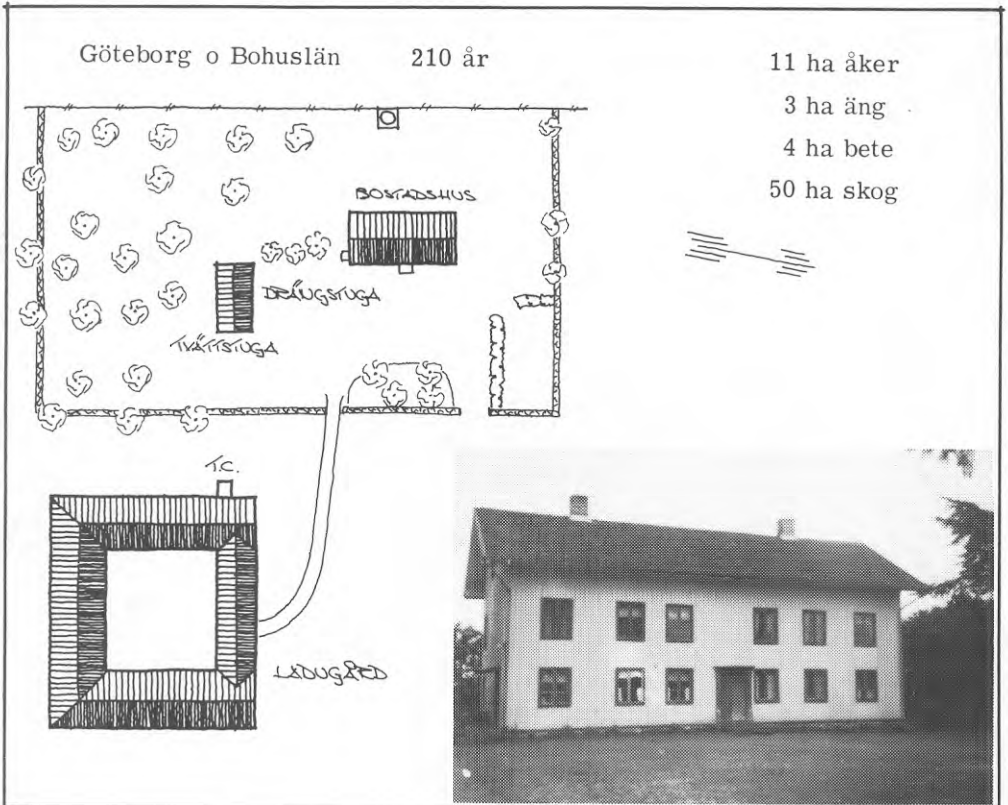 Göteborg o Bohuslän 210 år
11 ha åker
3 ha äng
4 ha bete
50 ha skog
BOSTADSHUS
DRÄNGSTUGA
TVÄTTSTUGA
T.C.
LADUGÅRD